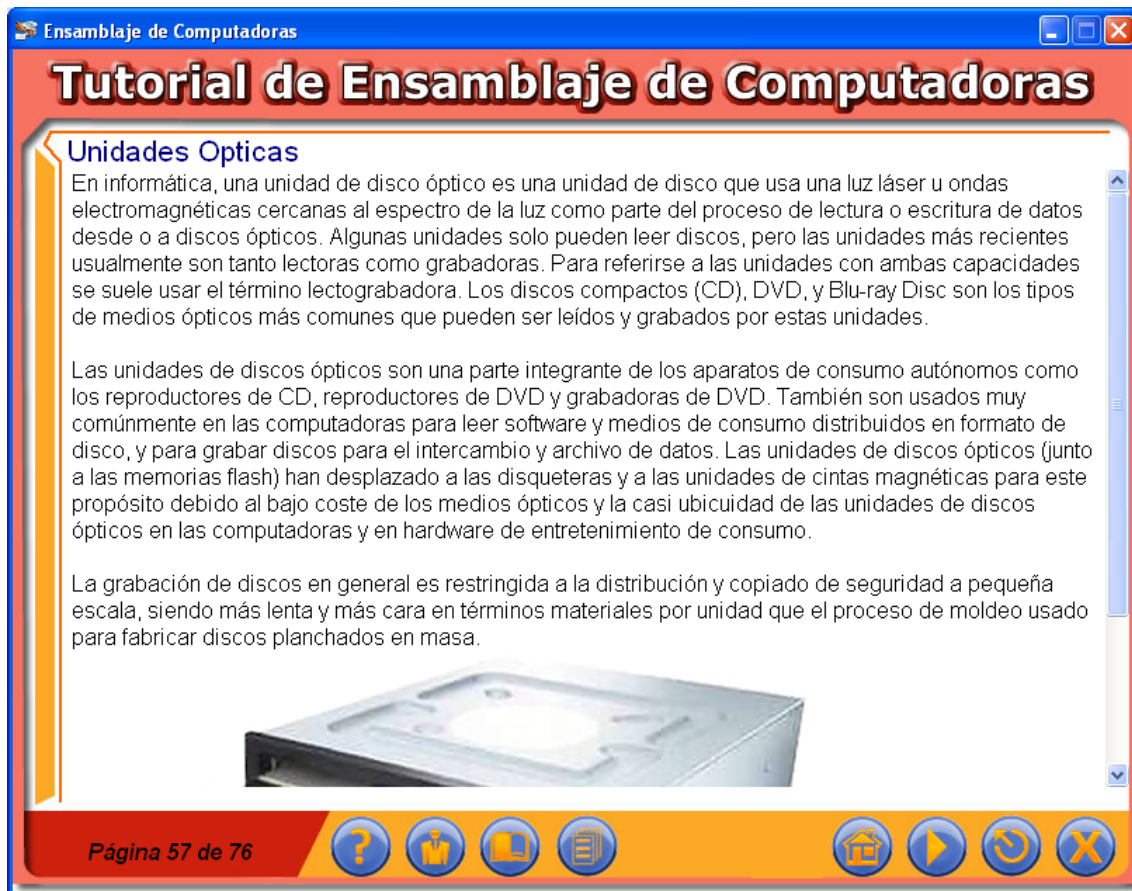 Ensamblaje de Computadoras
Tutorial de Ensamblaje de Computadoras
Unidades Opticas
En informática, una unidad de disco óptico es una unidad de disco que usa una luz láser u ondas
electromagnéticas cercanas al espectro de la luz como parte del proceso de lectura o escritura de datos
desde o a discos ópticos. Algunas unidades solo pueden leer discos, pero las unidades más recientes
usualmente son tanto lectoras como grabadoras. Para referirse a las unidades con ambas capacidades
se suele usar el término lectograbadora. Los discos compactos (CD), DVD, y Blu-ray Disc son los tipos
de medios ópticos más comunes que pueden ser leídos y grabados por estas unidades.
Las unidades de discos ópticos son una parte integrante de los aparatos de consumo autónomos como
los reproductores de CD, reproductores de DVD y grabadoras de DVD. También son usados muy
comúnmente en las computadoras para leer software y medios de consumo distribuidos en formato de
disco, y para grabar discos para el intercambio y archivo de datos. Las unidades de discos ópticos (junto
a las memorias flash) han desplazado a las disqueteras y a las unidades de cintas magnéticas para este
propósito debido al bajo coste de los medios ópticos y la casi ubicuidad de las unidades de discos
ópticos en las computadoras y en hardware de entretenimiento de consumo.
La grabación de discos en general es restringida a la distribución y copiado de seguridad a pequeña
escala, siendo más lenta y más cara en términos materiales por unidad que el proceso de moldeo usado
para fabricar discos planchados en masa.
Página 57 de 76